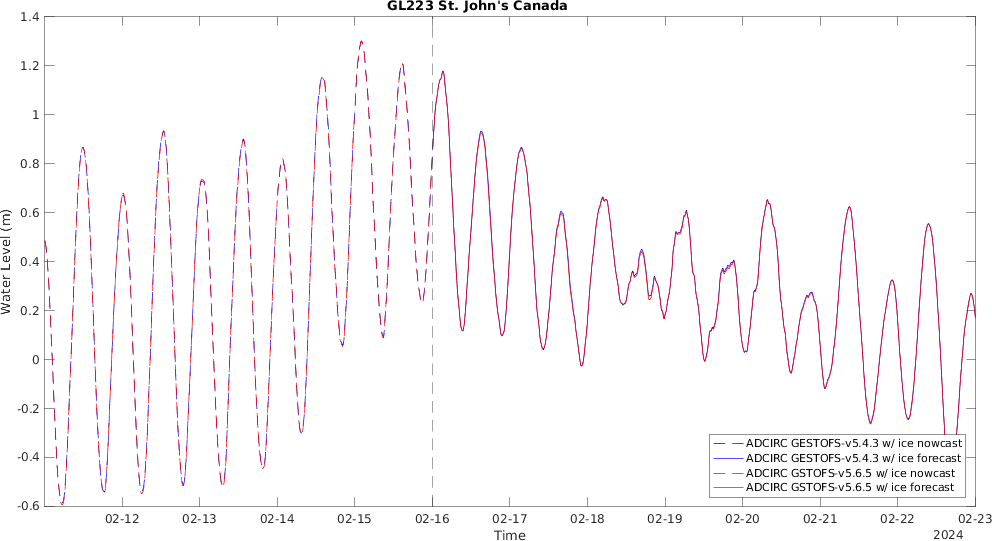 GL223 St. John's Canada
Water Level (m)
1.4
1.2
1
0.8
0.6
0.4
0.2
0
-0.2
-0.4
-0.6
02-12 02-13 02-14 02-15 02-16 02-17 02-18 02-19 02-20 02-21 02-22 02-23
2024
Time
ADCIRC GESTOFS-v5.4.3 w/ ice nowcast
ADCIRC GESTOFS-v5.4.3 w/ ice forecast
ADCIRC GSTOFS-v5.6.5 w/ ice nowcast
ADCIRC GSTOFS-v5.6.5 w/ ice forecast